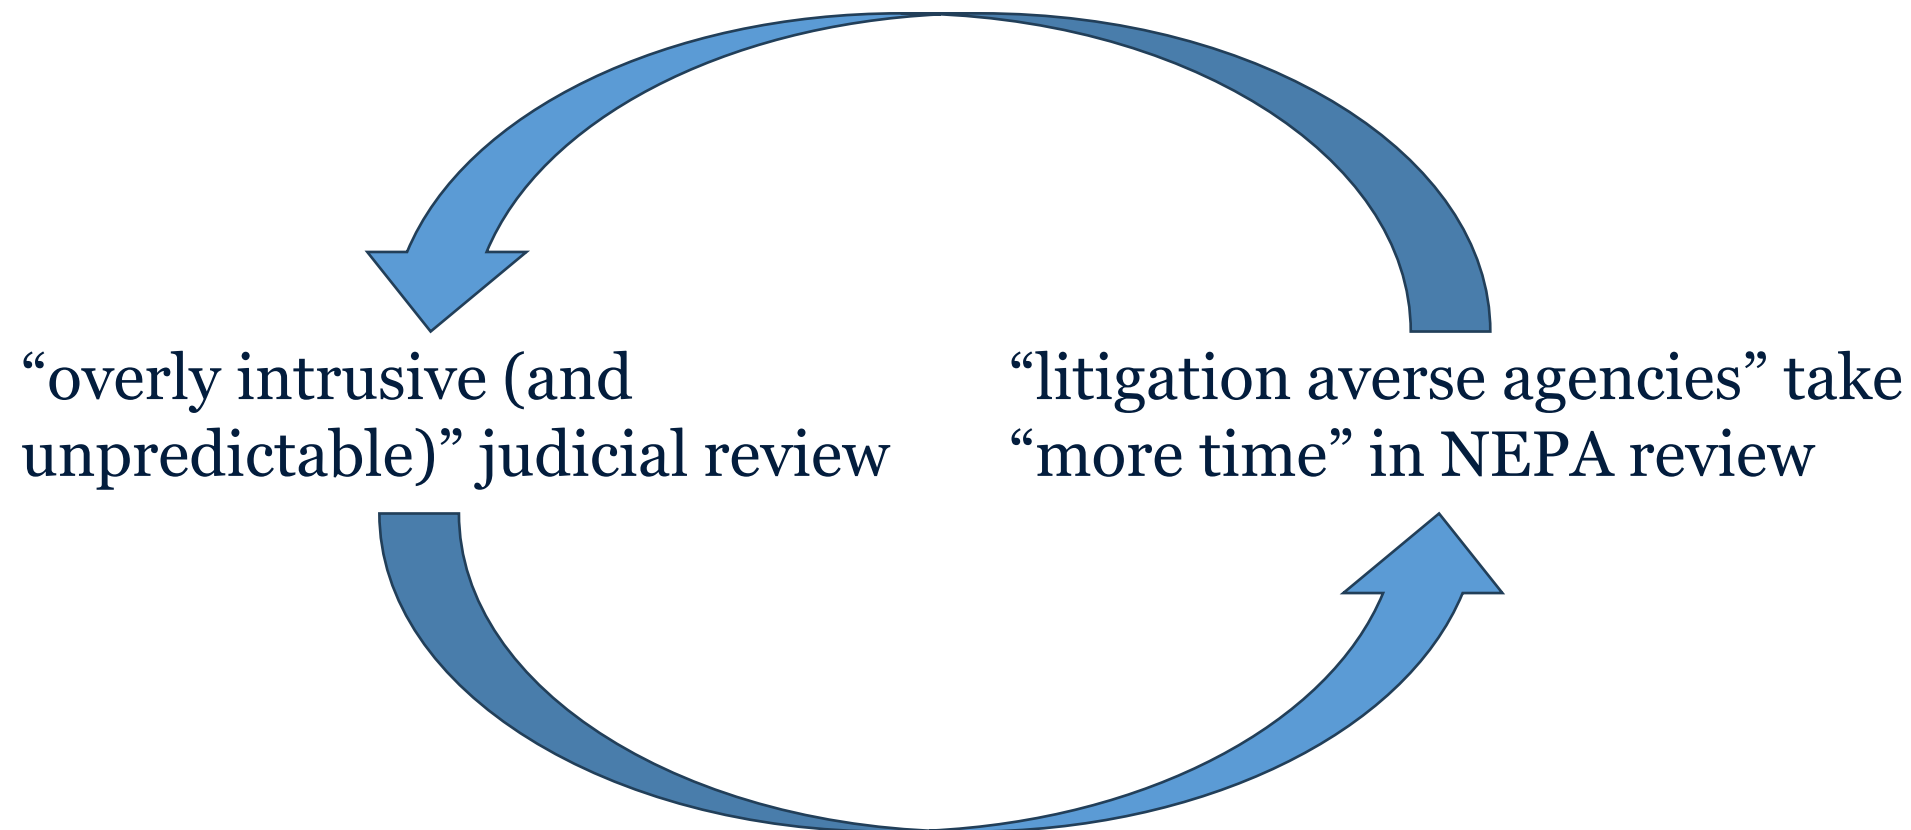 “overly intrusive (and
unpredictable)” judicial review
“litigation averse agencies” take
“more time” in NEPA review